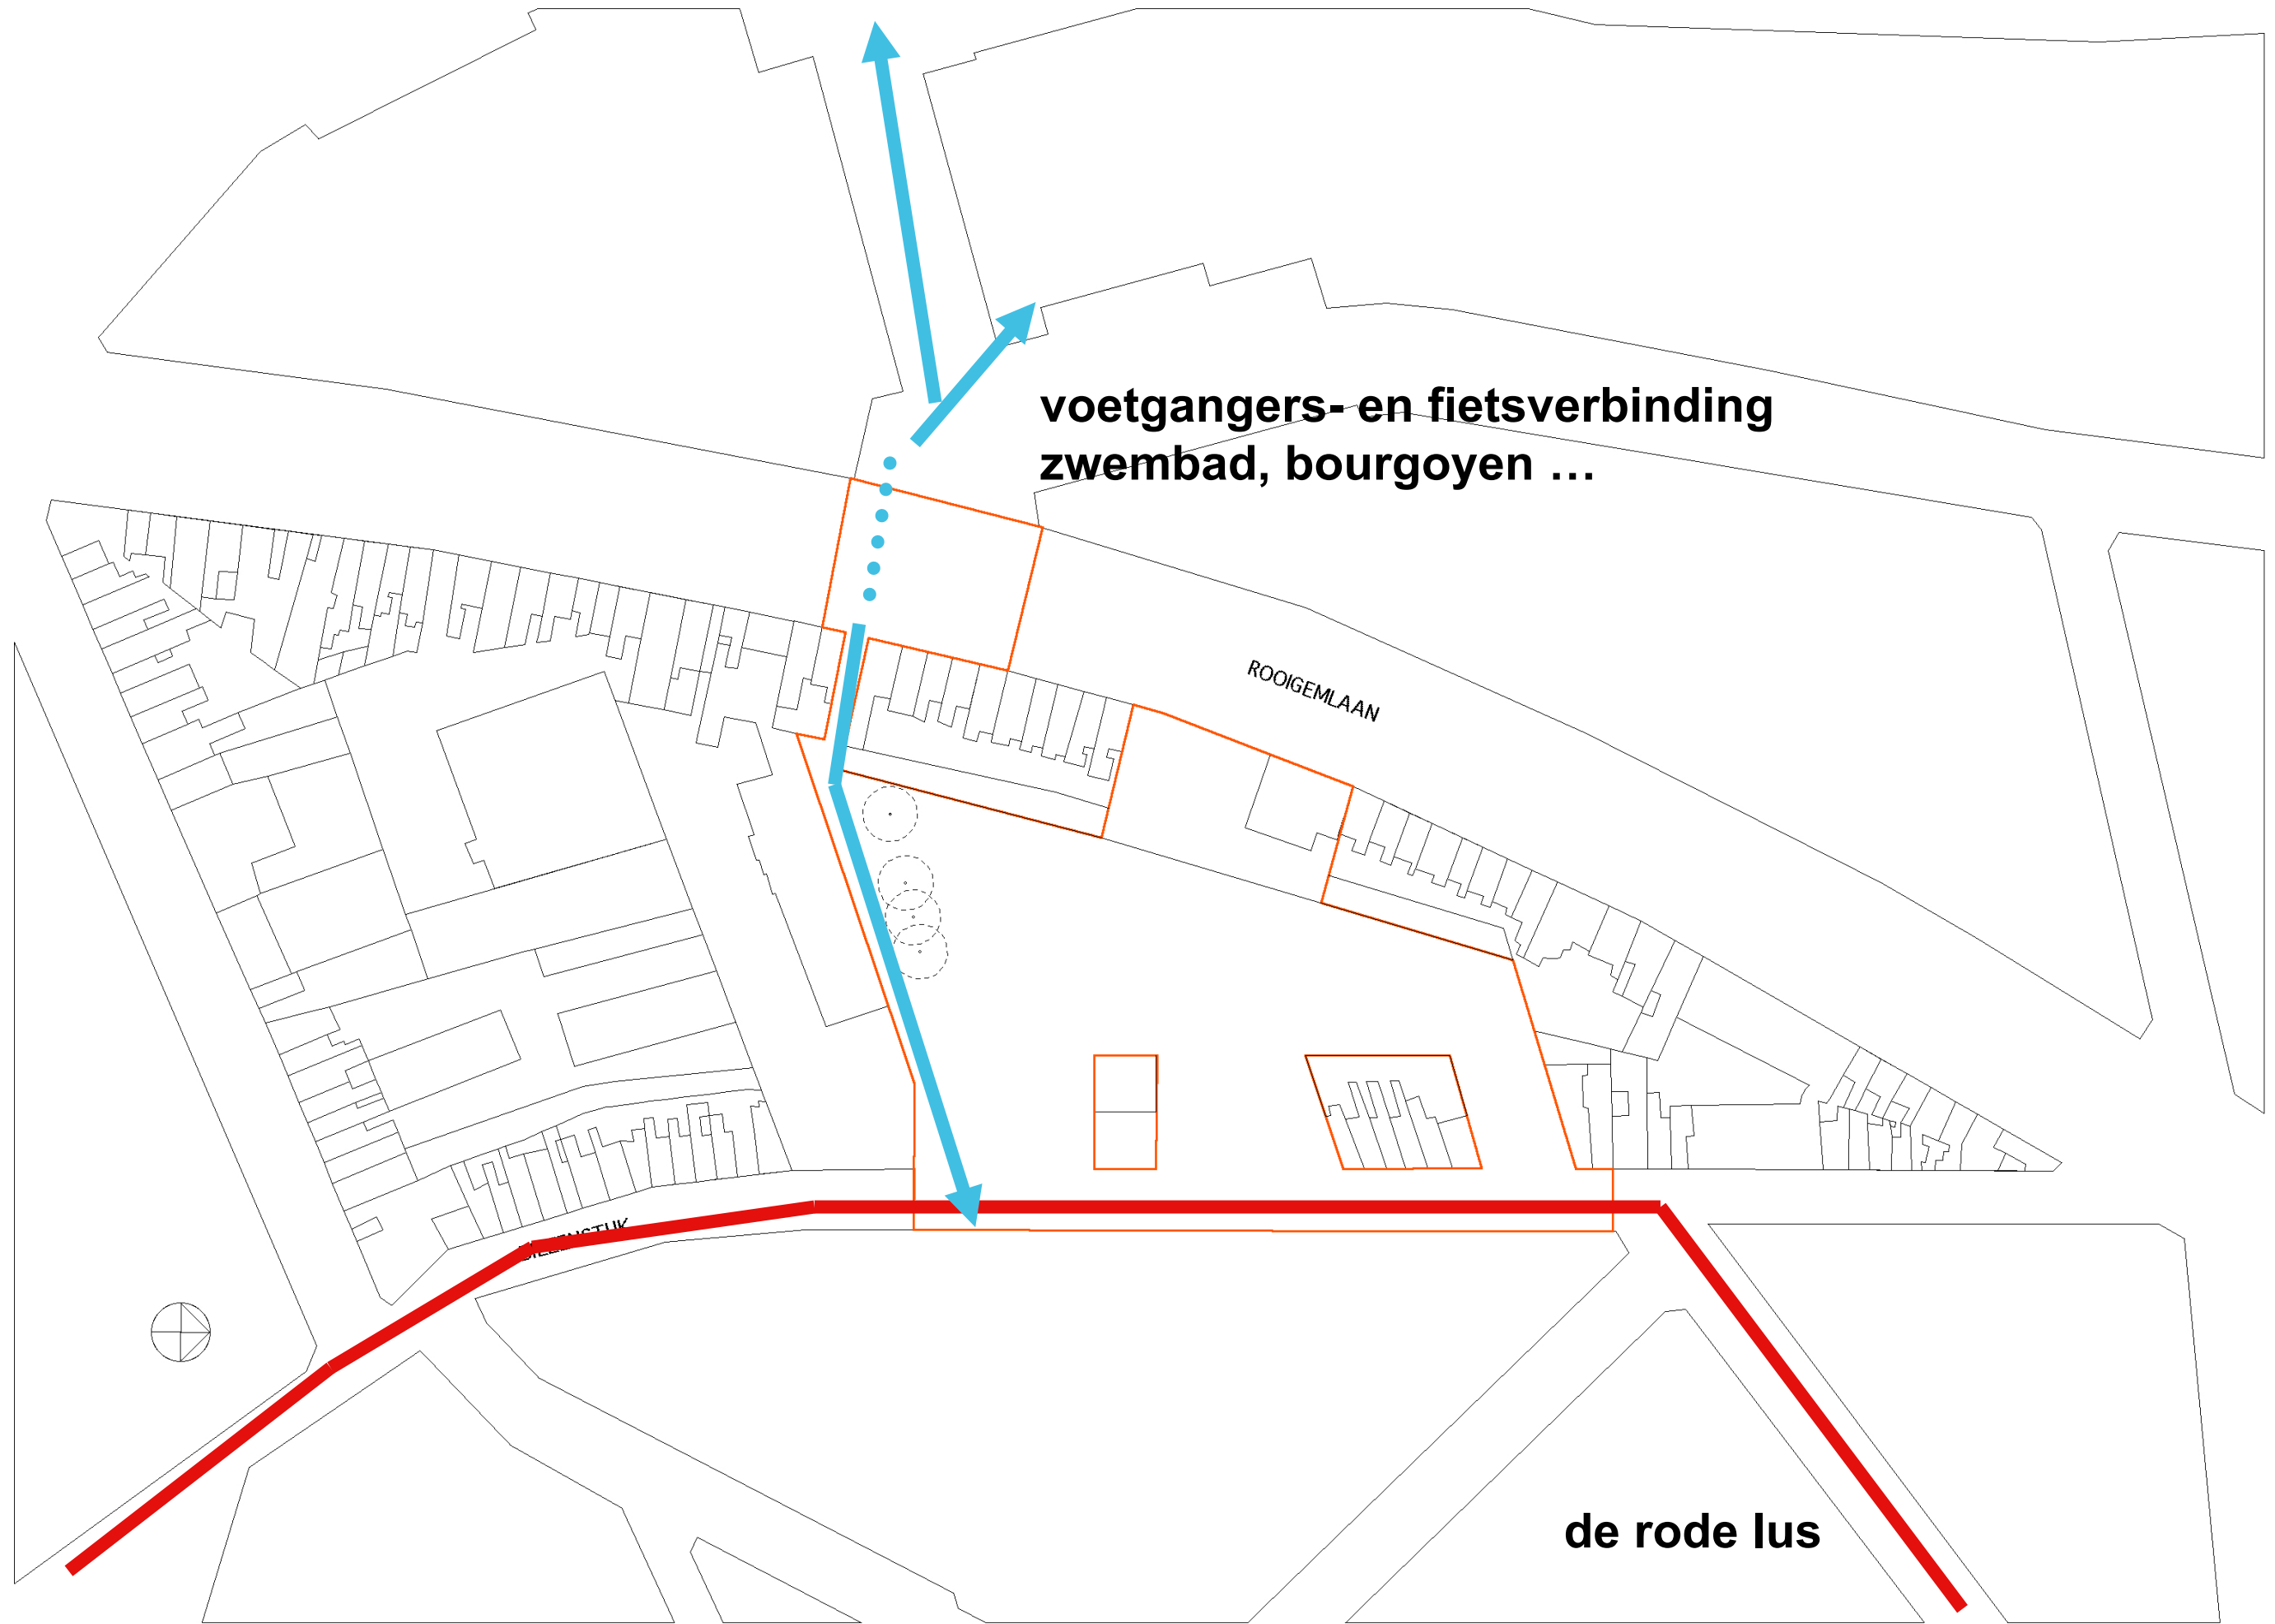 voetgangers- en fietsverbinding
zwembad, bourgoyen …
ROOIGEMLAAN
de rode lus